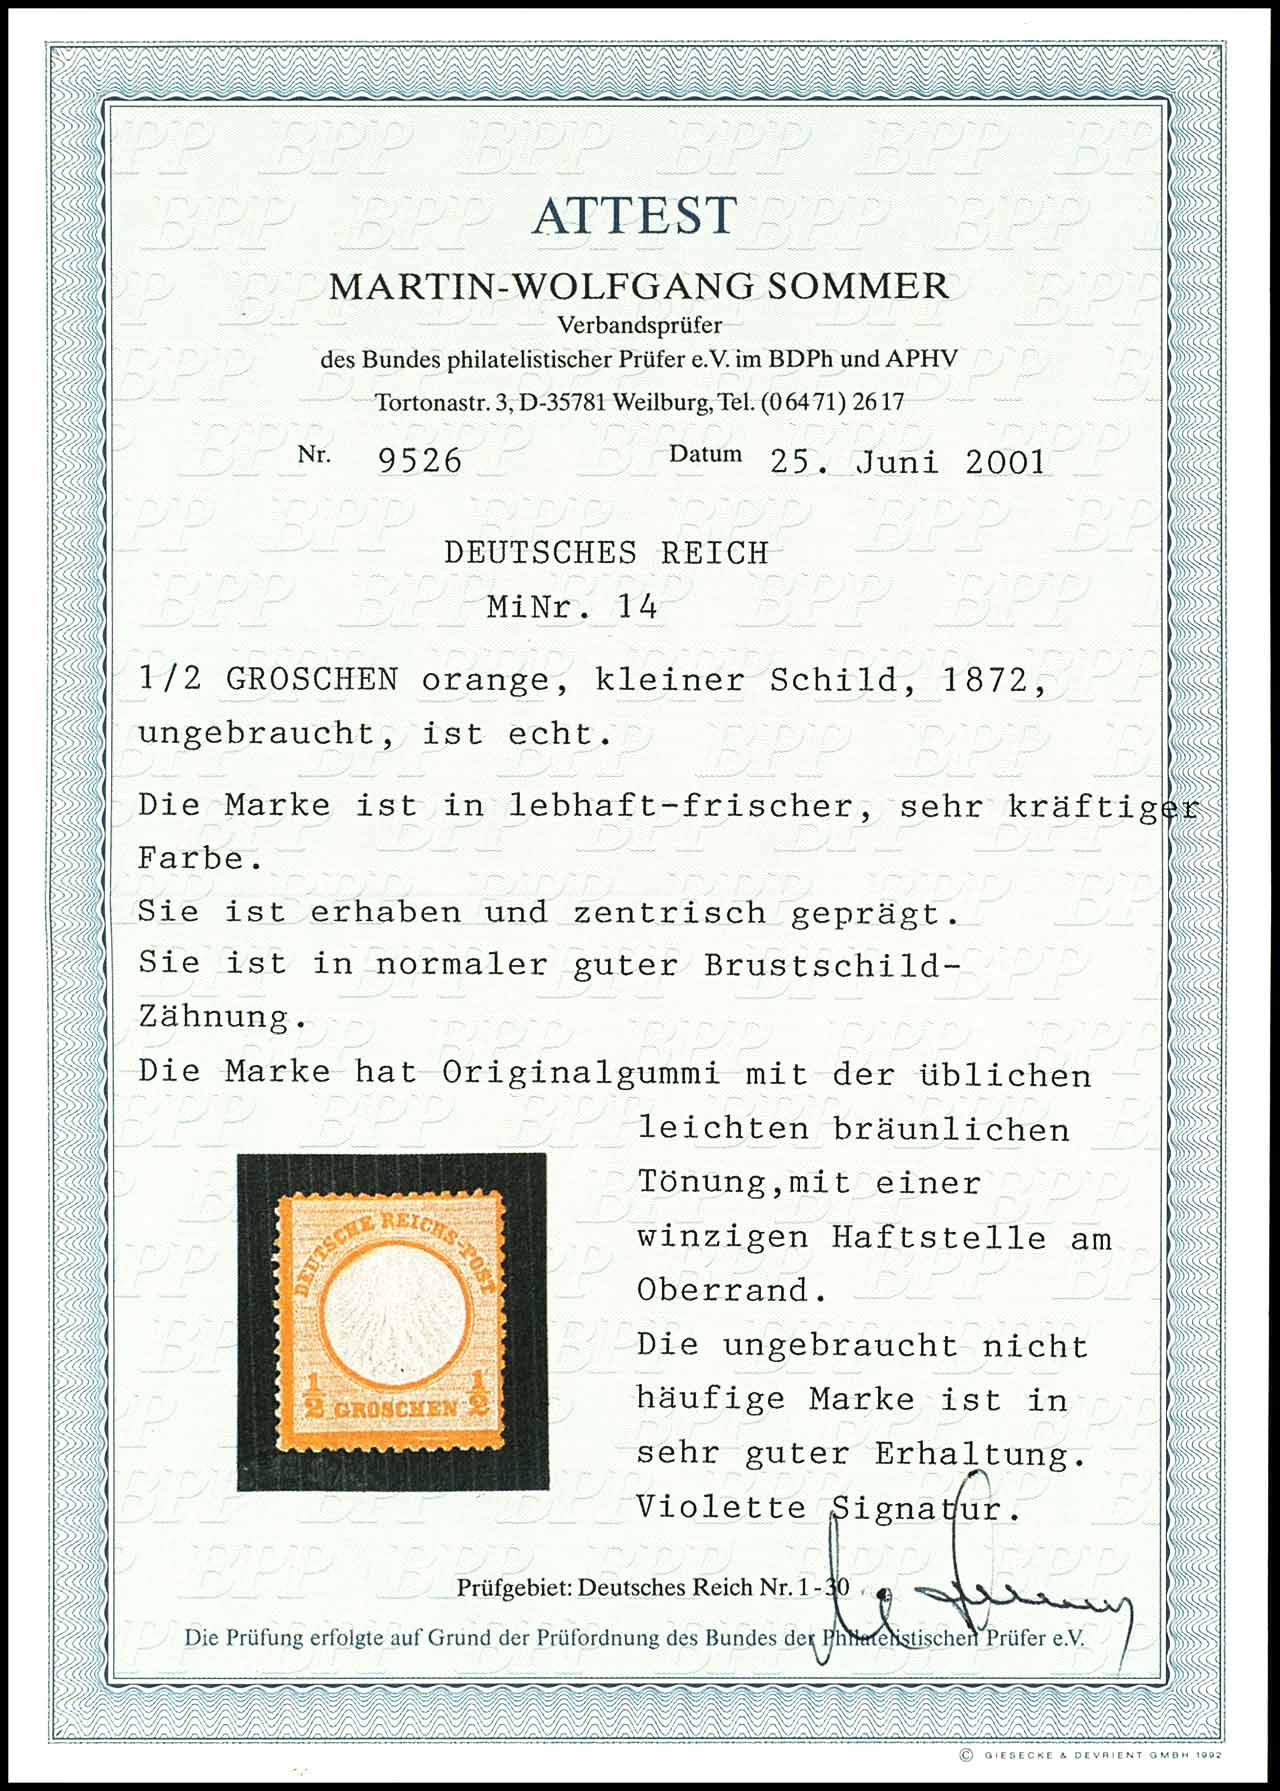 ATTEST
MARTIN-WOLFGANG SOMMER
Verbandsprüfer
des Bundes philatelistischer Prüfer e.V. im BDPh und APHV
Tortonastr. 3, D-35781 Weilburg, Tel. (0 64 71) 26 17
Nr. 9526 Datum 25. Juni 2001
DEUTSCHES REICH
MiNr. 14
1/2 GROSCHEN orange, kleiner Schild, 1872,
ungebraucht, ist echt.
Die Marke ist in lebhaft-frischer, sehr kräftiger
Farbe.
Sie ist erhaben und zentrisch geprägt.
Sie ist in normaler guter Brustschild-
Zähnung.
Die Marke hat Originalgummi mit der üblichen
leichten bräunlichen
Tönung,mit einer
winzigen Haftstelle am
Oberrand.
Die ungebraucht nicht
häufige Marke ist in
sehr guter Erhaltung.
Violette Signatur.
DEUTSCHE REICHS-POST
1/2 GROSCHEN 1/2
Prüfgebiet: Deutsches Reich Nr. 1 - 30
Die Prüfung erfolgte auf Grund der Prüfordnung des Bundes der Philatelistischen Prüfer e.V.
© GIESECKE & DEVRIENT GMBH 1992